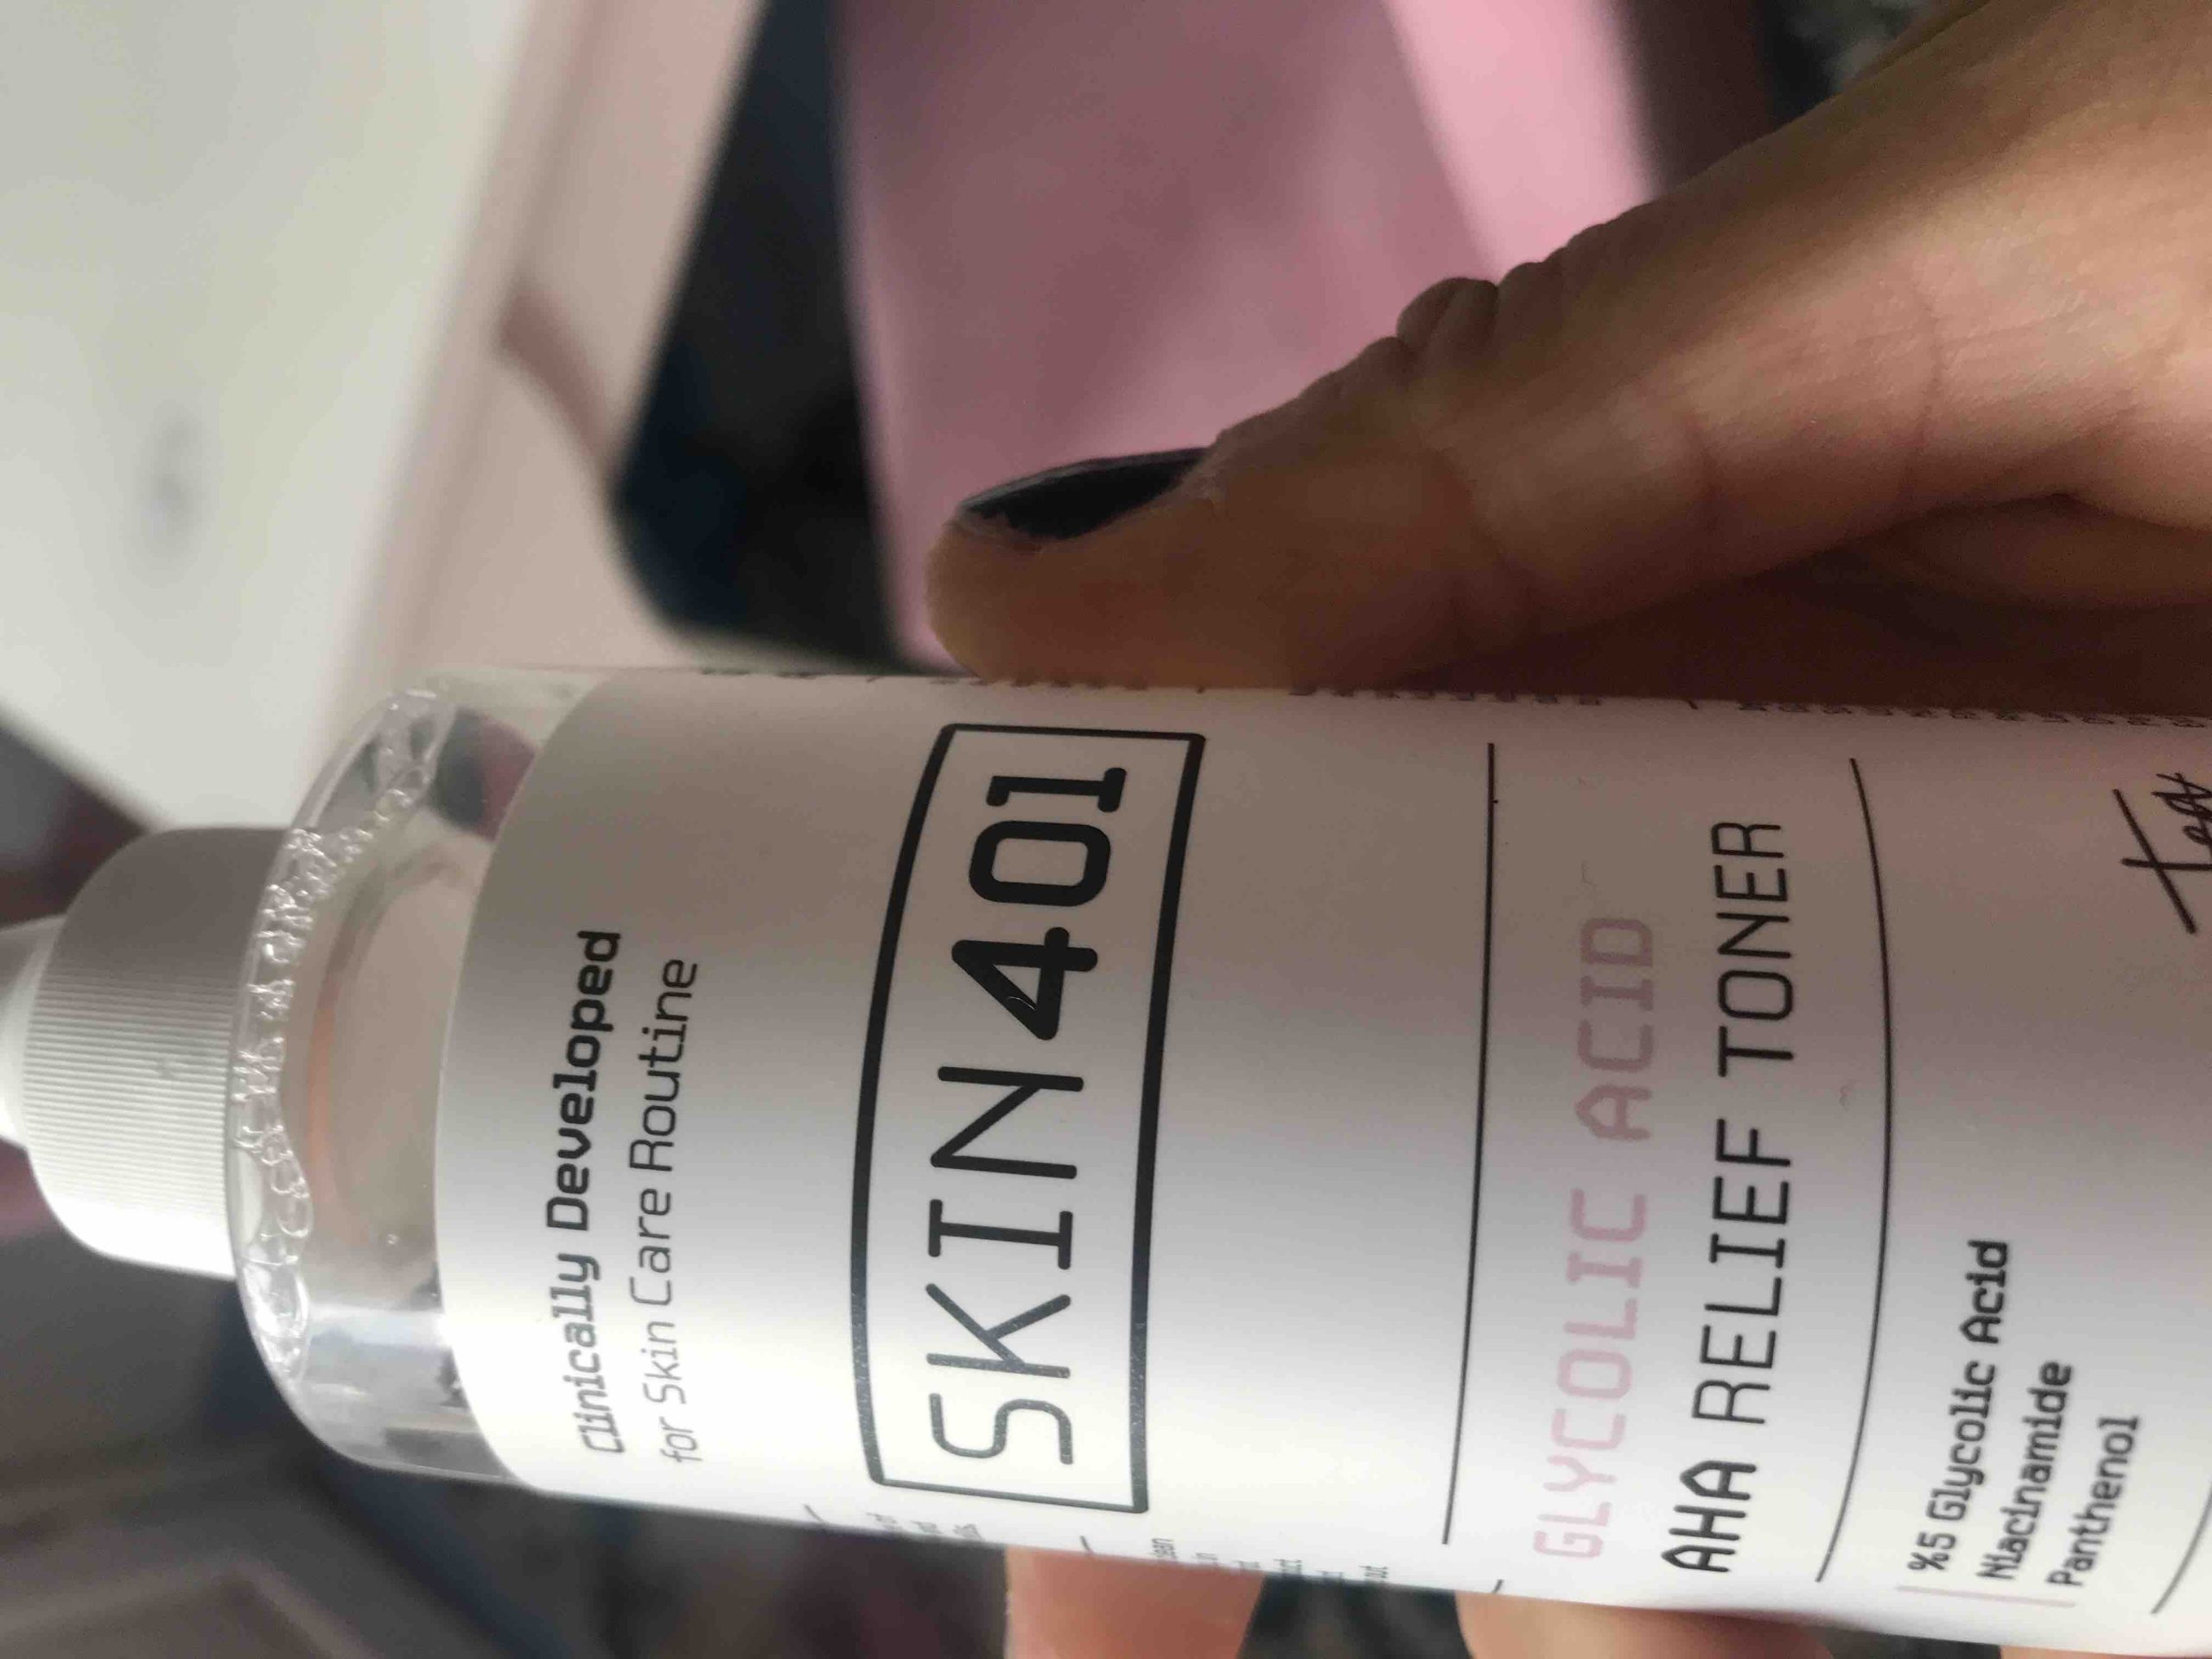 Clinically Developed
for Skin Care Routine
SKIN401
GLYCOLIC ACID
AHA RELIEF TONER
%5 Glycolic Acid
Niacinamide
Panthenol